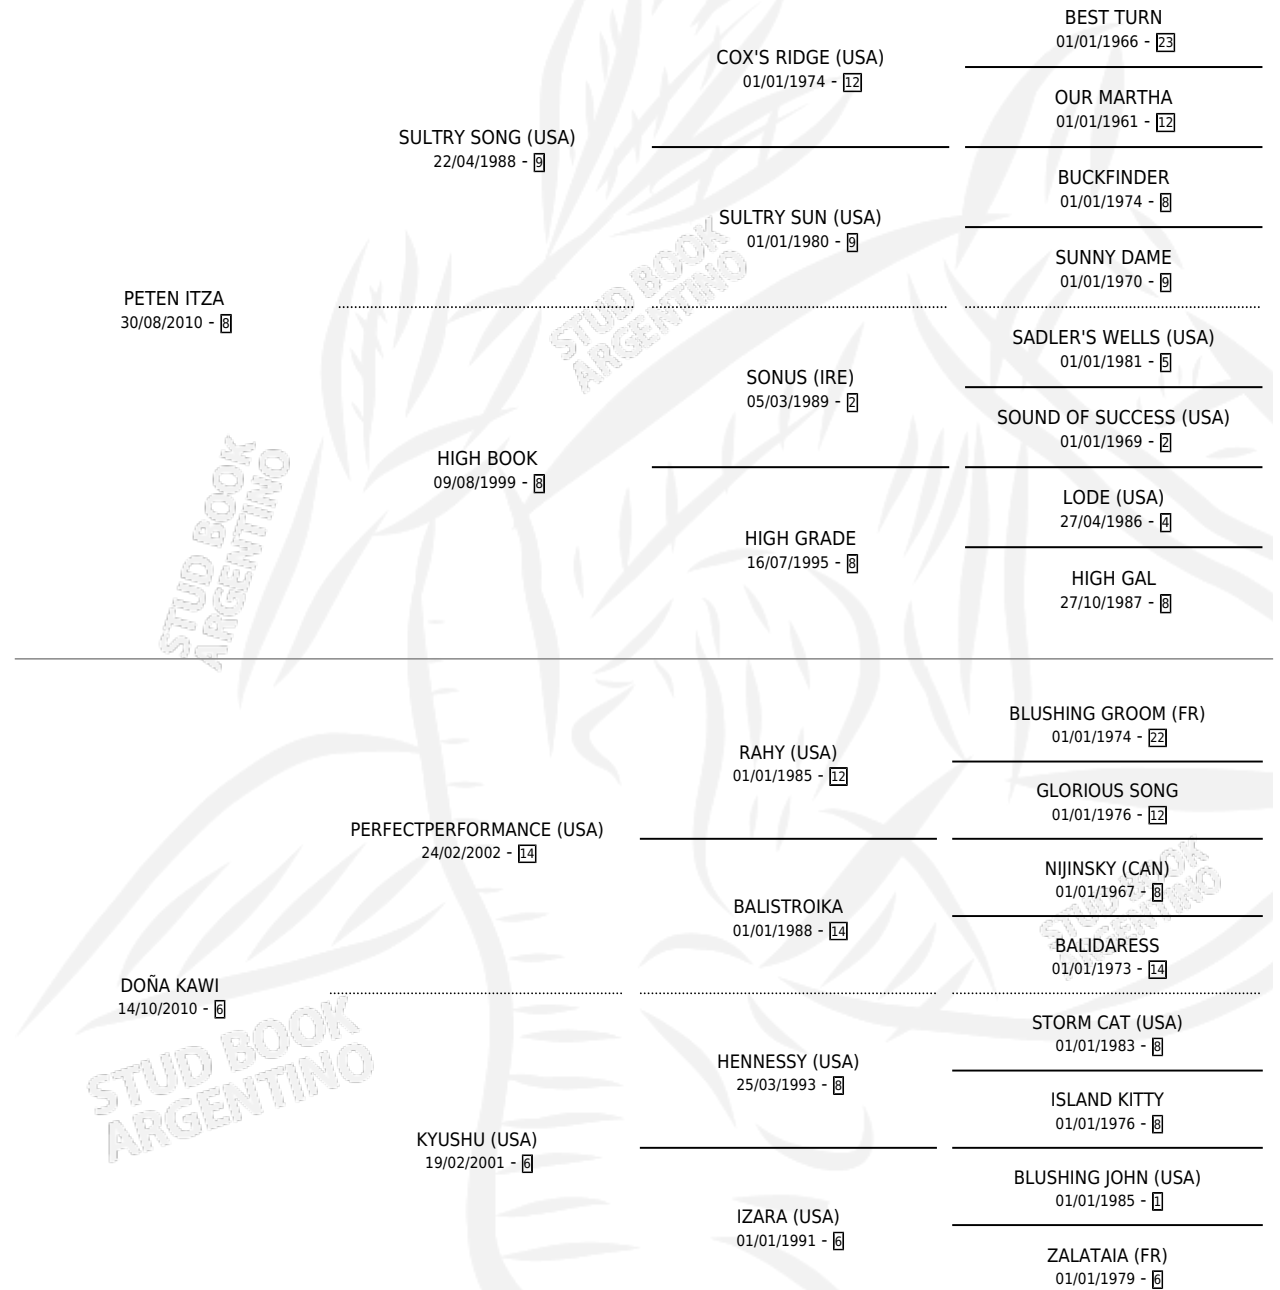 BEST TURN
01/01/1966 - 23
COX'S RIDGE (USA)
01/01/1974 - 12
OUR MARTHA
01/01/1961 - 12
SULTRY SONG (USA)
22/04/1988 - 9
BUCKFINDER
01/01/1974 - 8
SULTRY SUN (USA)
01/01/1980 - 9
SUNNY DAME
01/01/1970 - 9
PETEN ITZA
30/08/2010 - 8
SADLER'S WELLS (USA)
01/01/1981 - 5
SONUS (IRE)
05/03/1989 - 2
SOUND OF SUCCESS (USA)
01/01/1969 - 2
HIGH BOOK
09/08/1999 - 8
LODE (USA)
27/04/1986 - 4
HIGH GRADE
16/07/1995 - 8
HIGH GAL
27/10/1987 - 8
STUD BOOK
ARGENTINO
STUD BOOK
ARGENTINO
BLUSHING GROOM (FR)
01/01/1974 - 22
RAHY (USA)
01/01/1985 - 12
GLORIOUS SONG
01/01/1976 - 12
PERFECTPERFORMANCE (USA)
24/02/2002 - 14
NIJINSKY (CAN)
01/01/1967 - 8
BALISTROIKA
01/01/1988 - 14
BALIDARESS
01/01/1973 - 14
DOÑA KAWI
14/10/2010 - 6
STORM CAT (USA)
01/01/1983 - 8
HENNESSY (USA)
25/03/1993 - 8
ISLAND KITTY
01/01/1976 - 8
KYUSHU (USA)
19/02/2001 - 6
BLUSHING JOHN (USA)
01/01/1985 - 1
IZARA (USA)
01/01/1991 - 6
ZALATAIA (FR)
01/01/1979 - 6
STUD BOOK
ARGENTINO
STUD BOOK
ARGENTINO